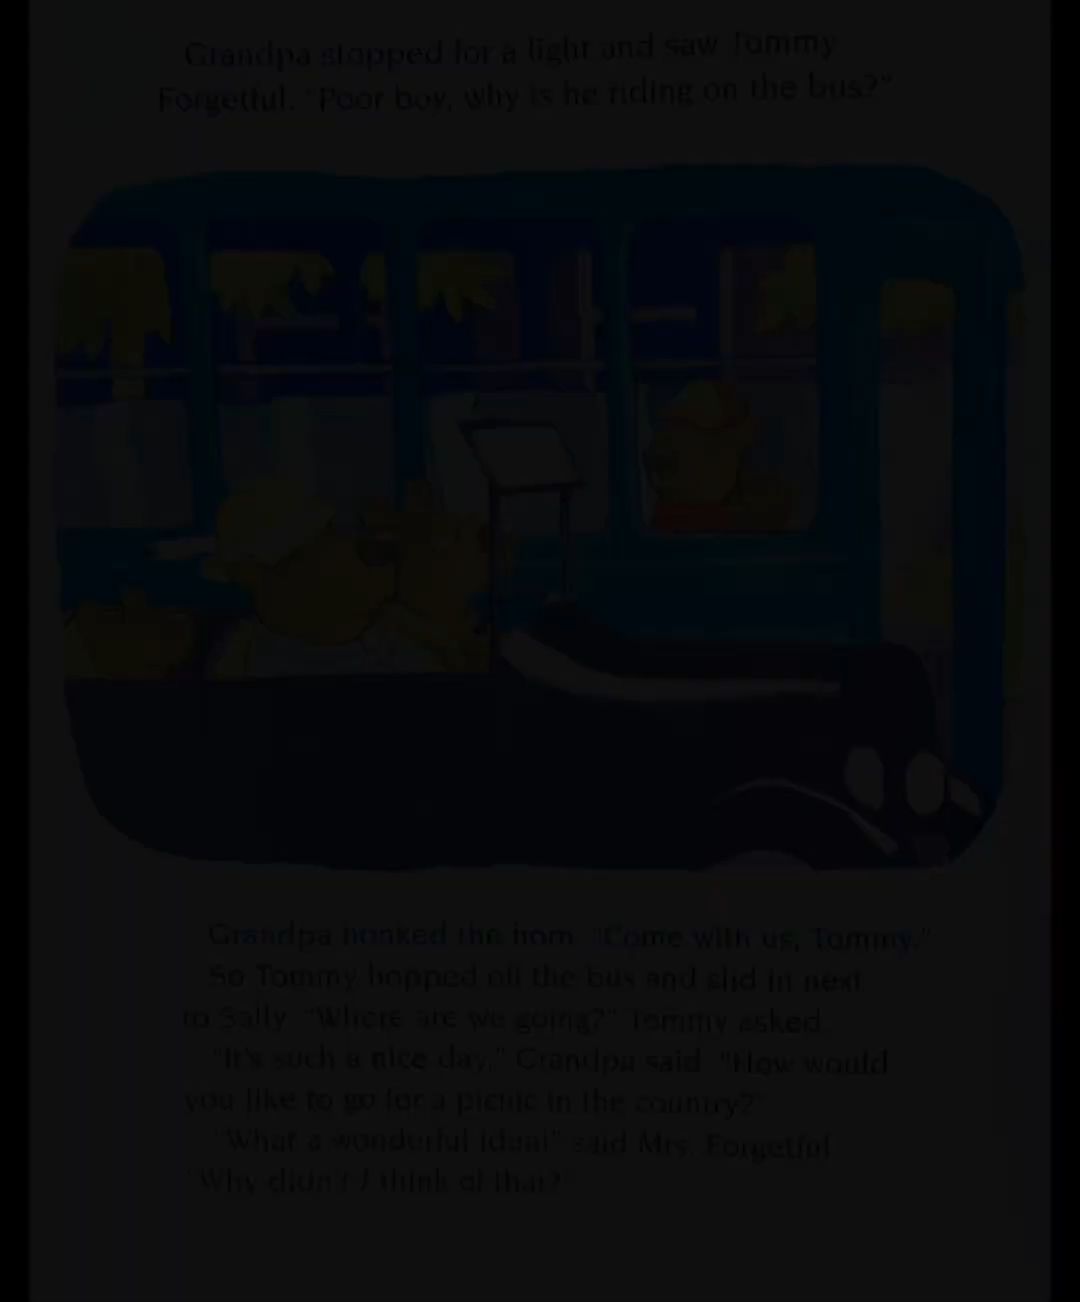 Grandpa stopped for a light and saw Tommy
Forgetful. "Poor boy, why is he riding on the bus?"
Grandpa honked the horn. "Come with us, Tommy."
So Tommy hopped off the bus and slid in next
to Sally. "Where are we going?" Tommy asked.
"It's such a nice day," Grandpa said. "How would
you like to go for a picnic in the country?"
"What a wonderful idea!" said Mrs. Forgetful.
"Why didn't I think of that?"